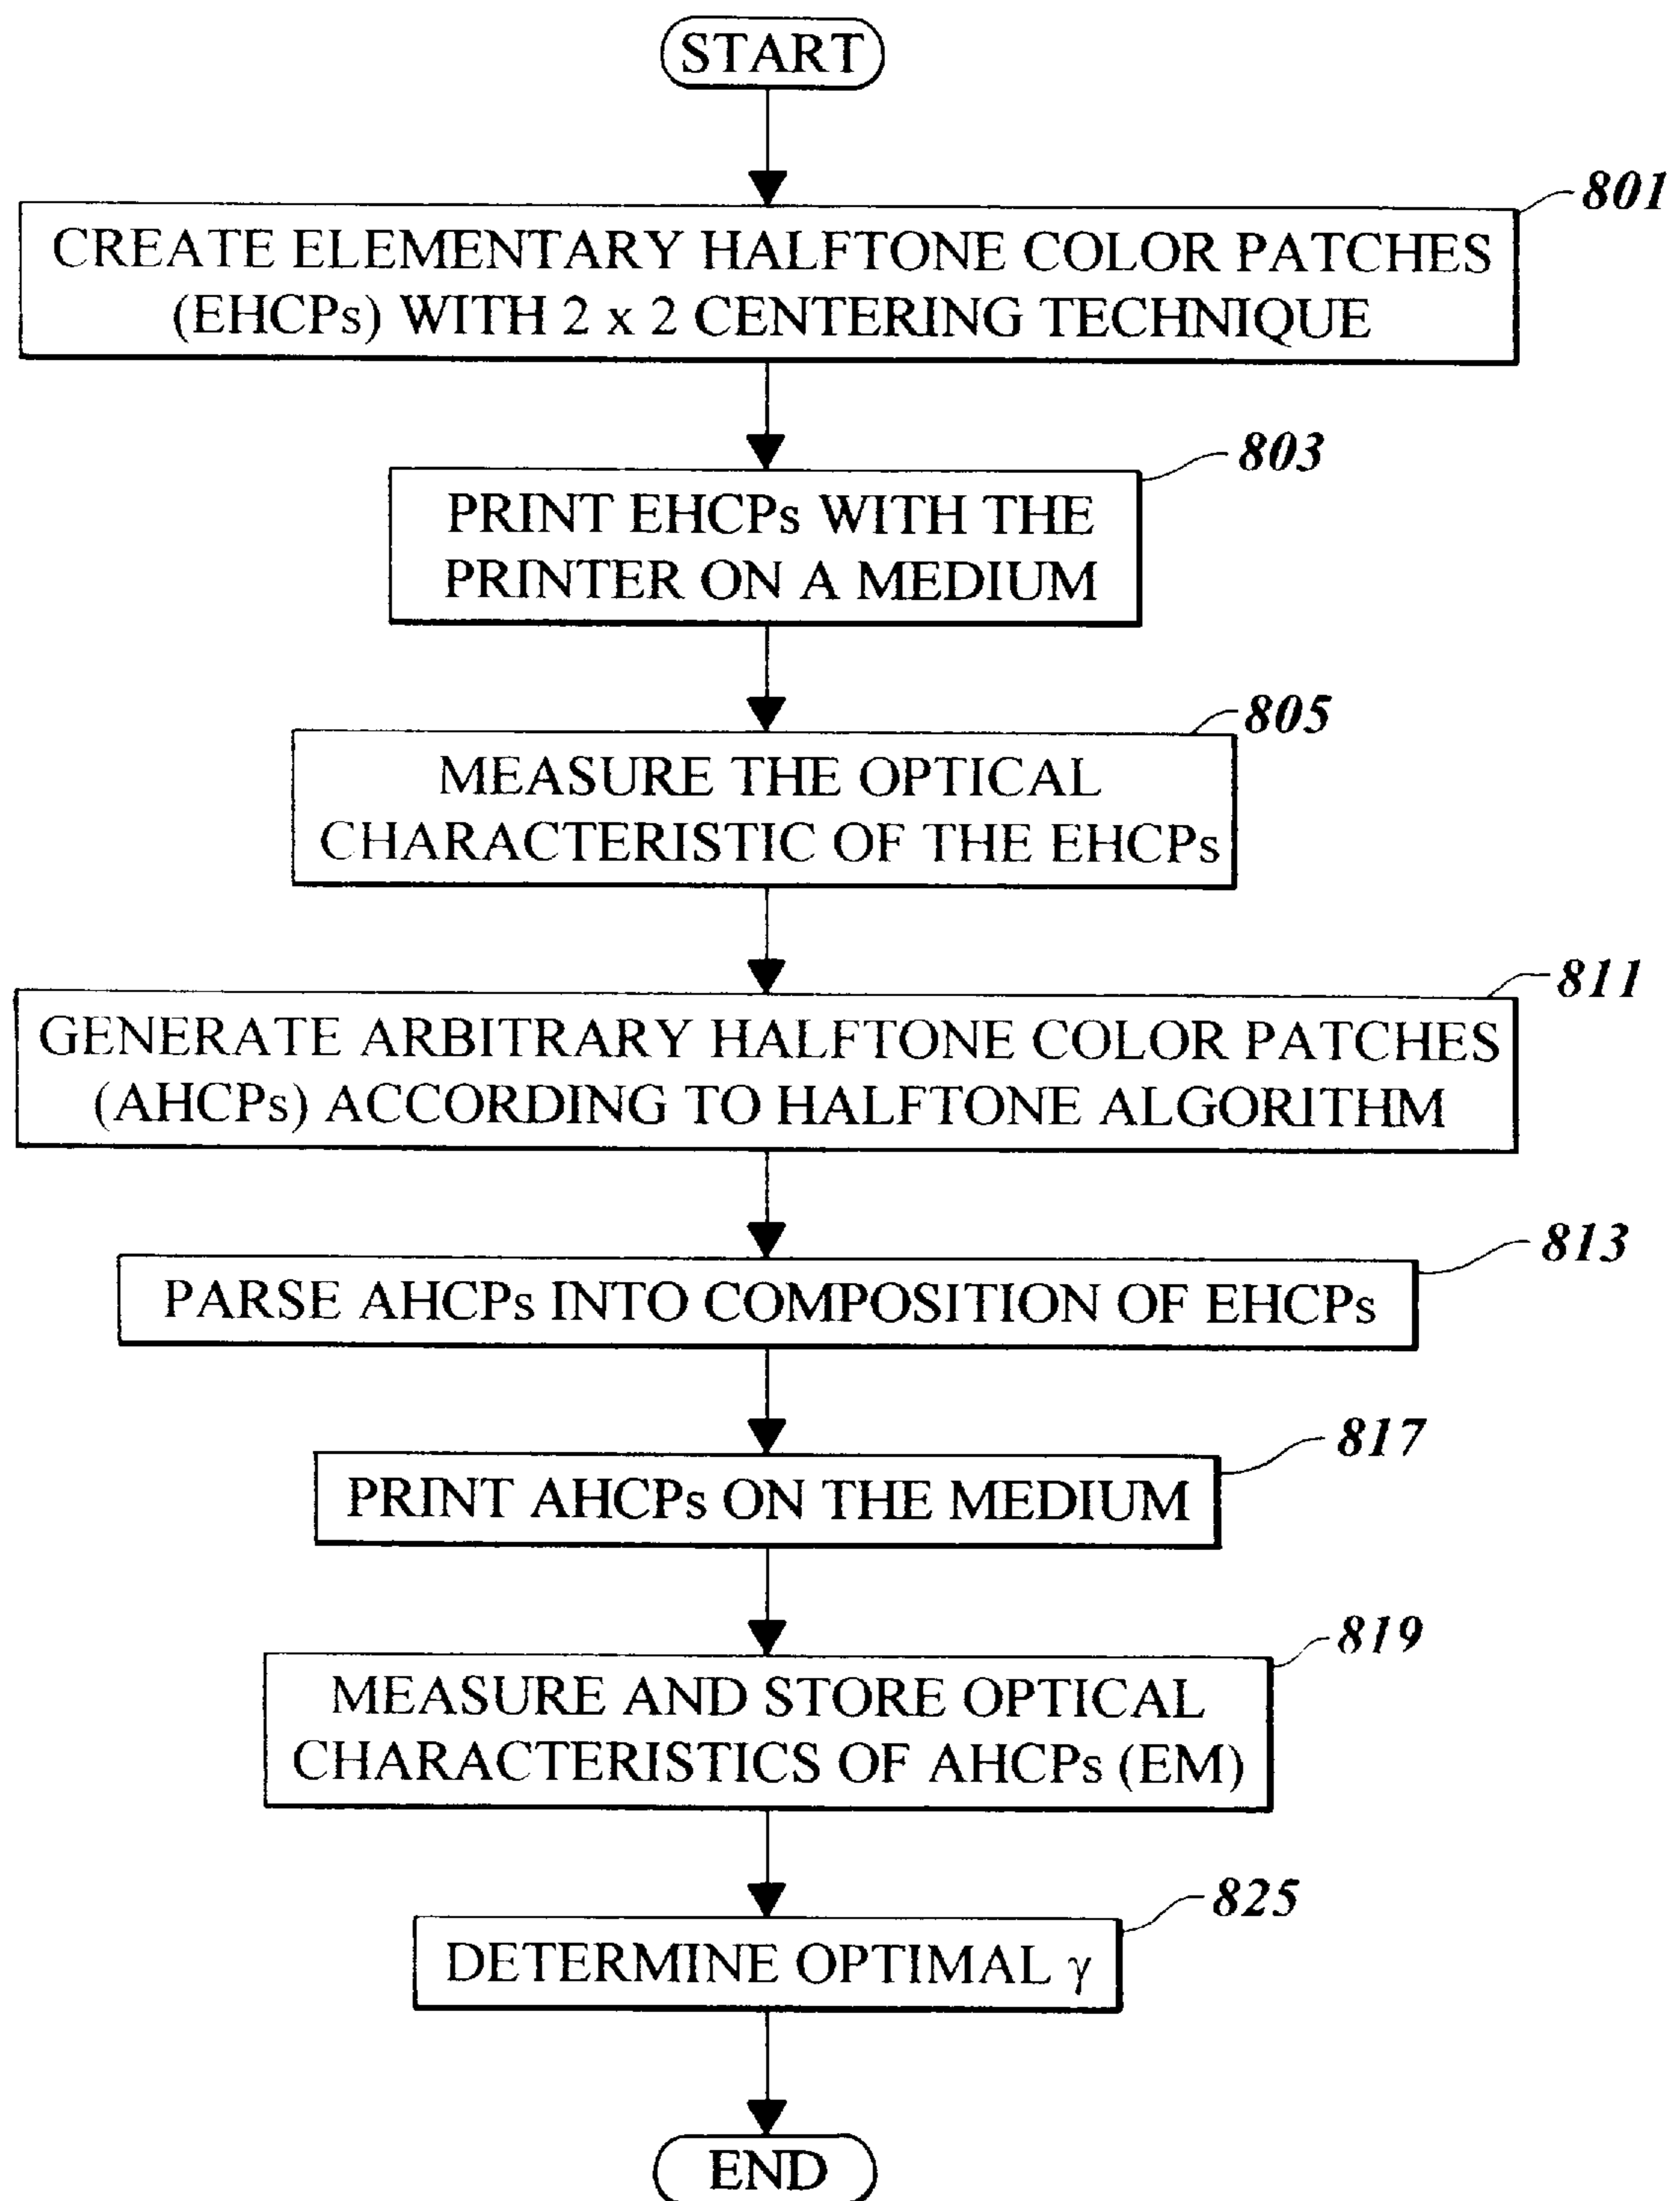 START
801
CREATE ELEMENTARY HALFTONE COLOR PATCHES
(EHCPs) WITH 2 x 2 CENTERING TECHNIQUE
803
PRINT EHCPs WITH THE
PRINTER ON A MEDIUM
805
MEASURE THE OPTICAL
CHARACTERISTIC OF THE EHCPs
811
GENERATE ARBITRARY HALFTONE COLOR PATCHES
(AHCPs) ACCORDING TO HALFTONE ALGORITHM
813
PARSE AHCPs INTO COMPOSITION OF EHCPs
817
PRINT AHCPs ON THE MEDIUM
819
MEASURE AND STORE OPTICAL
CHARACTERISTICS OF AHCPs (EM)
825
DETERMINE OPTIMAL γ
END